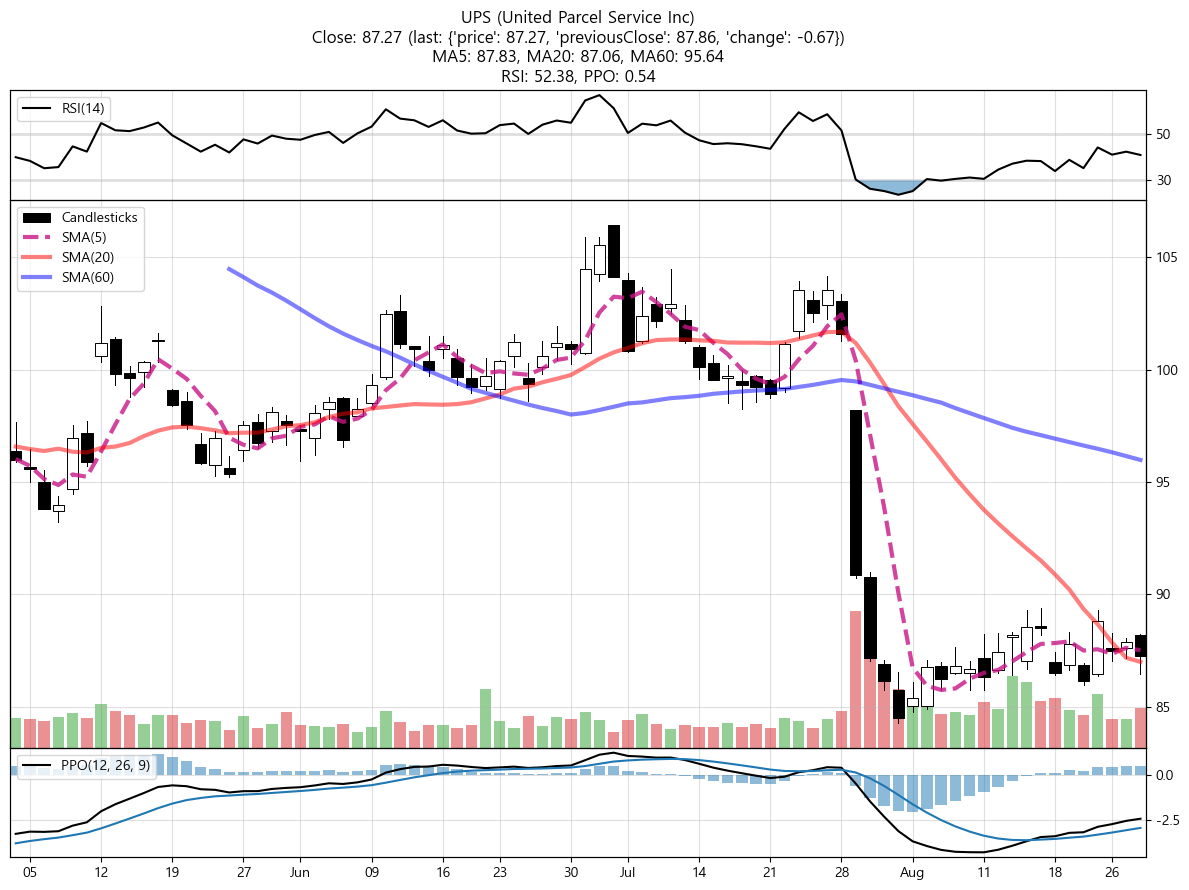 UPS (United Parcel Service Inc)
Close: 87.27 (last: {'price': 87.27, 'previousClose': 87.86, 'change': -0.67})
MA5: 87.83, MA20: 87.06, MA60: 95.64
RSI: 52.38, PPO: 0.54
RSI(14)
50
30
Candlesticks
SMA(5)
SMA(20)
SMA(60)
105
100
95
90
85
PPO(12, 26, 9)
0.0
−2.5
05 12 19 27 Jun 09 16 23 30 Jul 14 21 28 Aug 11 18 26